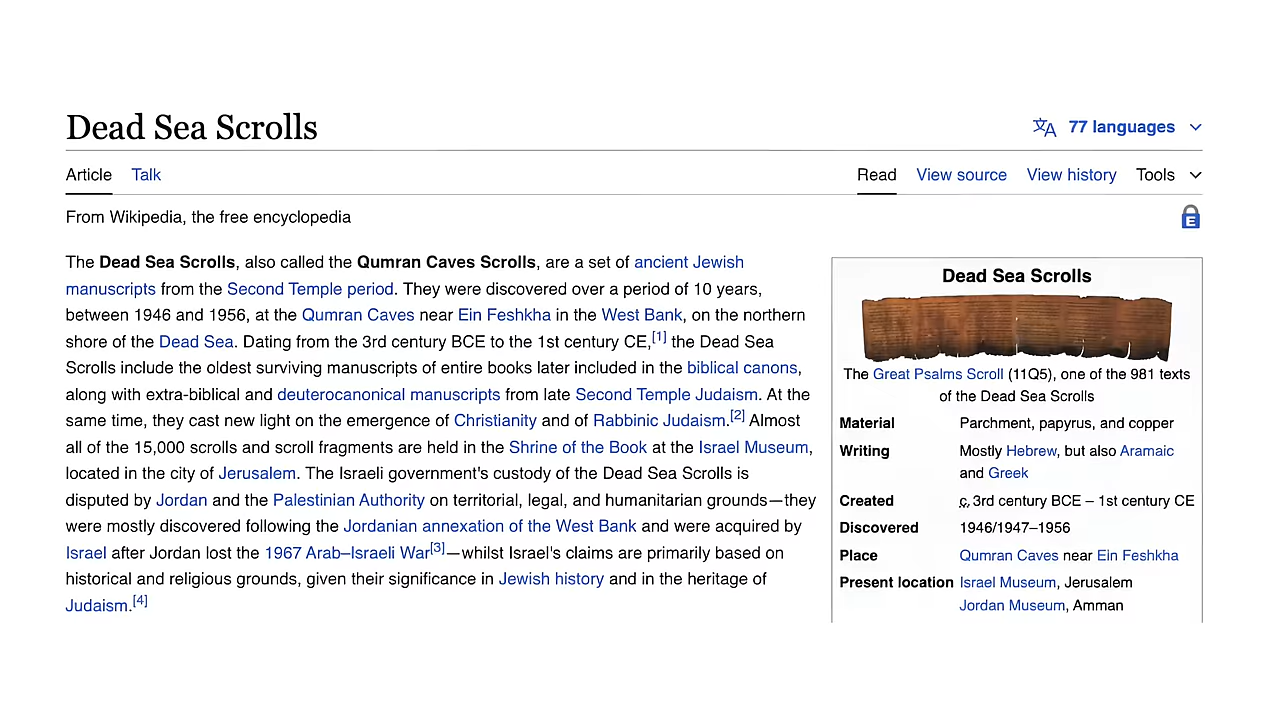 Dead Sea Scrolls
77 languages
Article Talk
Read View source View history Tools
From Wikipedia, the free encyclopedia
The Dead Sea Scrolls, also called the Qumran Caves Scrolls, are a set of ancient Jewish
manuscripts from the Second Temple period. They were discovered over a period of 10 years,
between 1946 and 1956, at the Qumran Caves near Ein Feshkha in the West Bank, on the northern
shore of the Dead Sea. Dating from the 3rd century BCE to the 1st century CE,[1] the Dead Sea
Scrolls include the oldest surviving manuscripts of entire books later included in the biblical canons,
along with extra-biblical and deuterocanonical manuscripts from late Second Temple Judaism. At the
same time, they cast new light on the emergence of Christianity and of Rabbinic Judaism.[2] Almost
all of the 15,000 scrolls and scroll fragments are held in the Shrine of the Book at the Israel Museum,
located in the city of Jerusalem. The Israeli government's custody of the Dead Sea Scrolls is
disputed by Jordan and the Palestinian Authority on territorial, legal, and humanitarian grounds—they
were mostly discovered following the Jordanian annexation of the West Bank and were acquired by
Israel after Jordan lost the 1967 Arab–Israeli War[3]—whilst Israel's claims are primarily based on
historical and religious grounds, given their significance in Jewish history and in the heritage of
Judaism.[4]
Dead Sea Scrolls
The Great Psalms Scroll (11Q5), one of the 981 texts
of the Dead Sea Scrolls
Material Parchment, papyrus, and copper
Writing Mostly Hebrew, but also Aramaic
and Greek
Created c. 3rd century BCE – 1st century CE
Discovered 1946/1947–1956
Place Qumran Caves near Ein Feshkha
Present location Israel Museum, Jerusalem
Jordan Museum, Amman